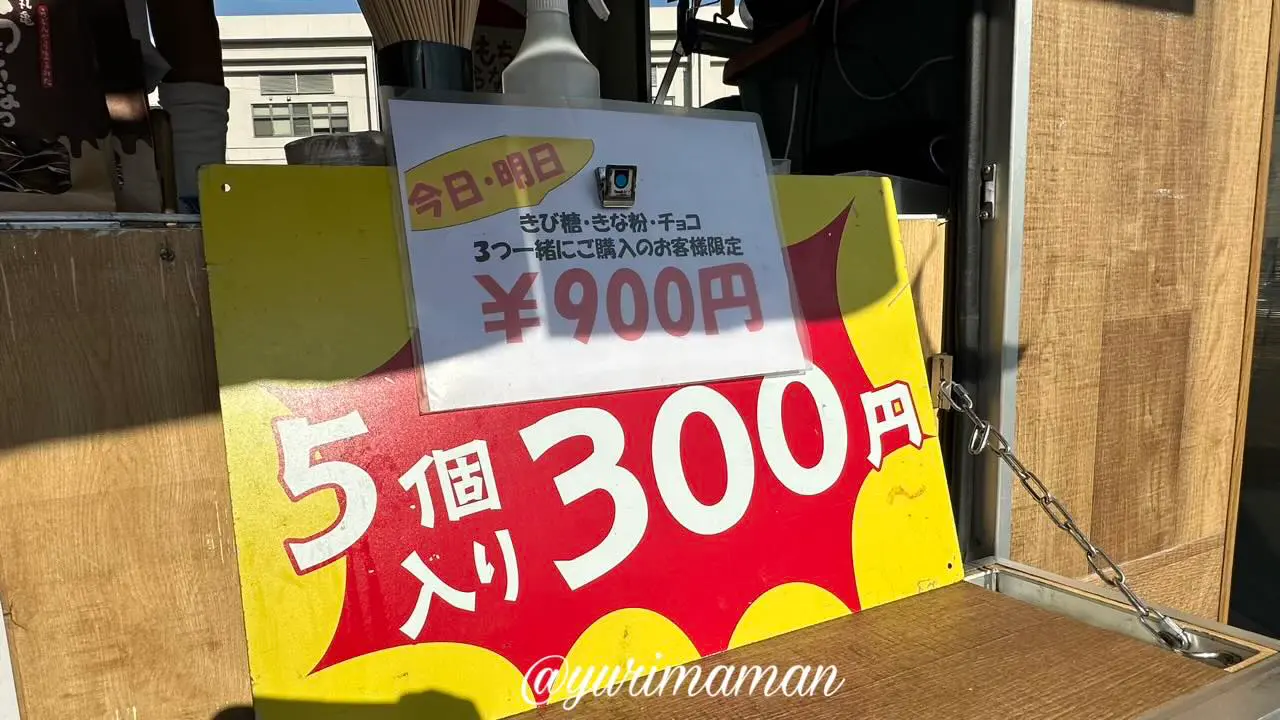 今日・明日
きび糖・きな粉・チョコ
3つ一緒にご購入のお客様限定
¥900円
5個入り300円
@yurimaman